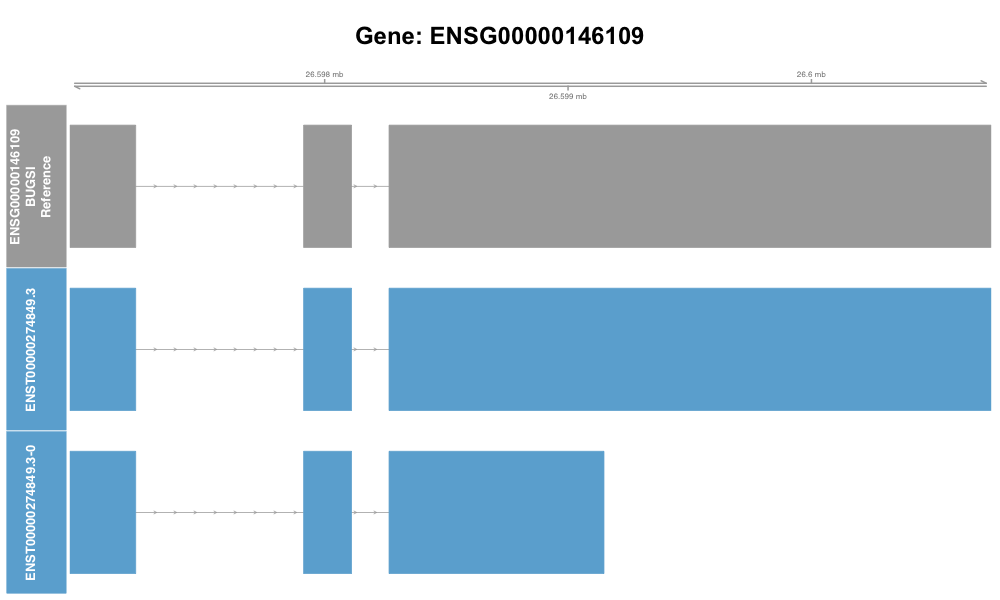 Gene: ENSG00000146109
26.598 mb
26.6 mb
26.599 mb
ENSG00000146109
BUGSI
Reference
ENST00000274849.3
ENST00000274849.3-0